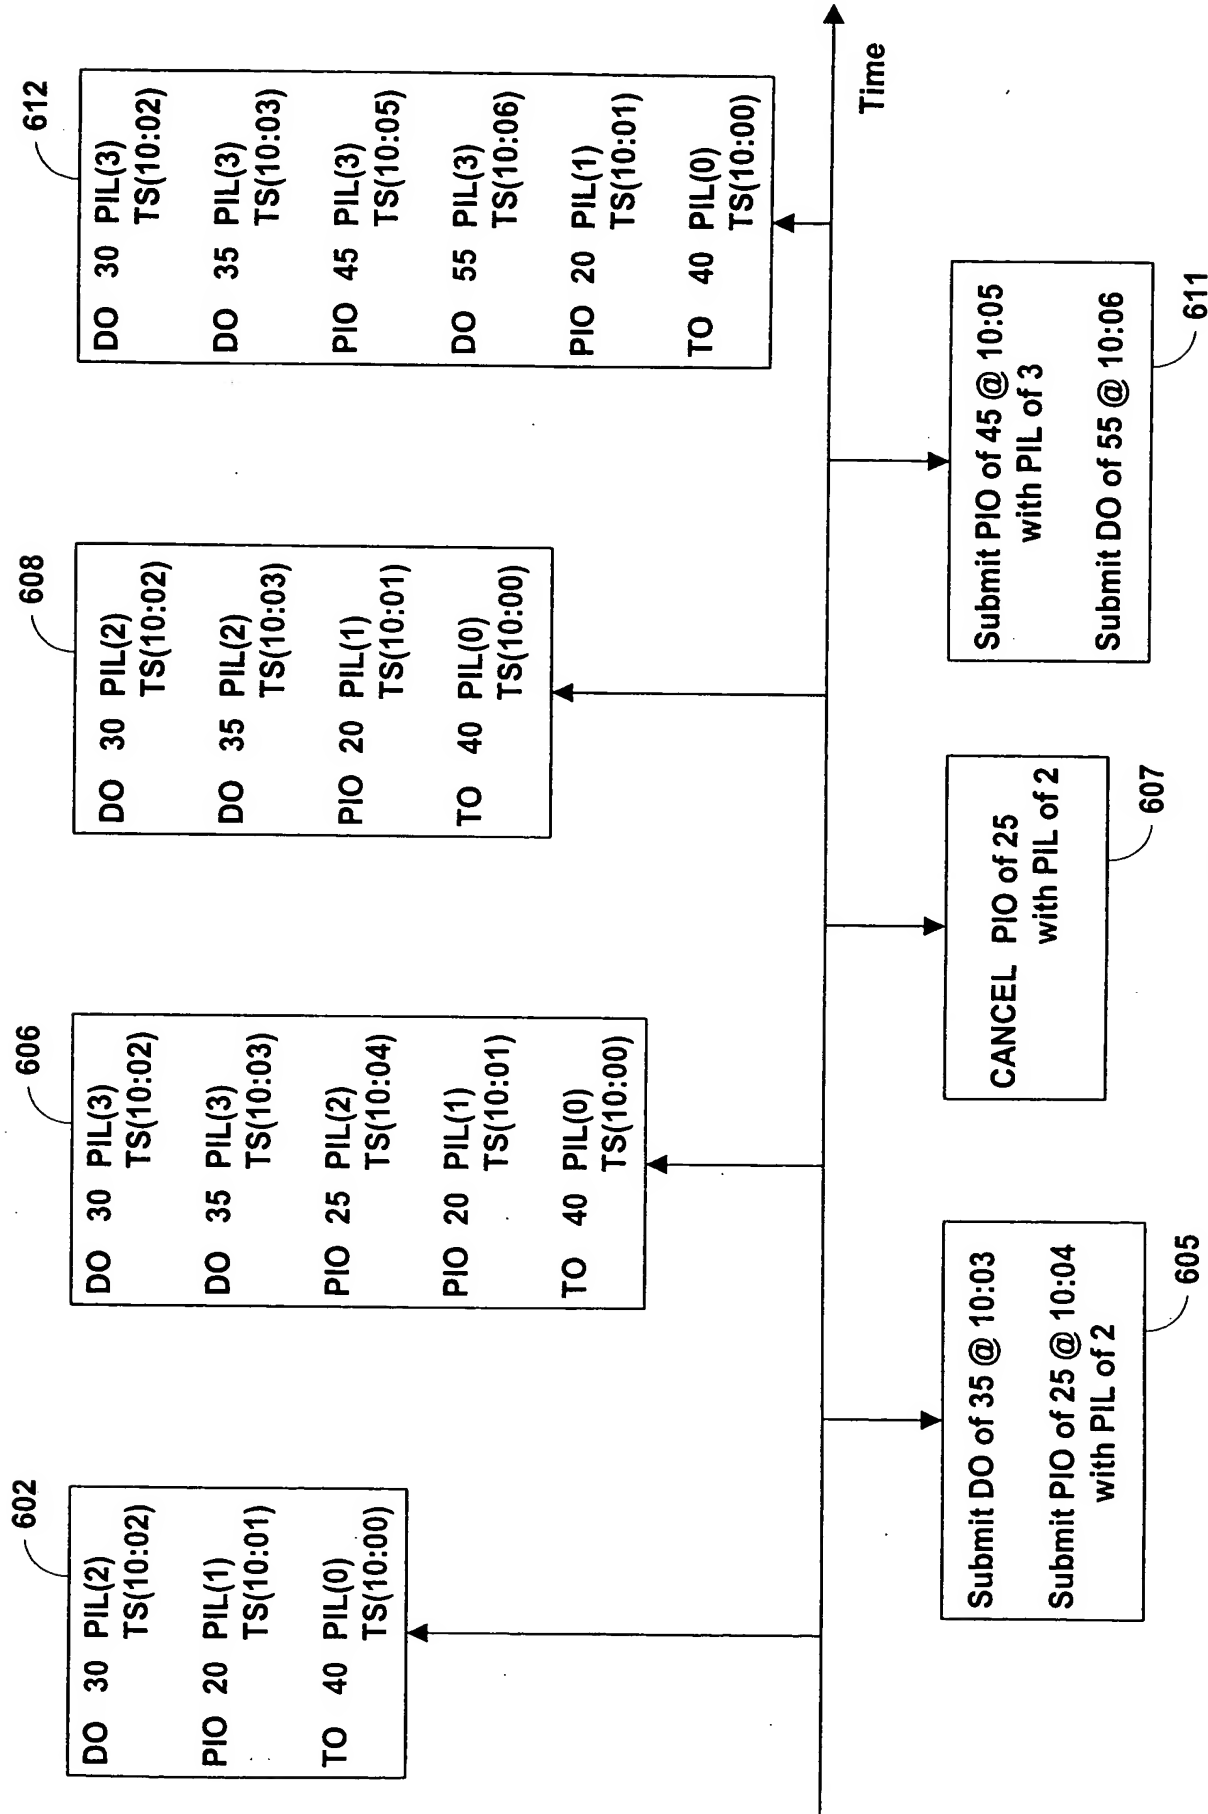 602
DO 30 PIL(2)
TS(10:02)
PIO 20 PIL(1)
TS(10:01)
TO 40 PIL(0)
TS(10:00)
606
DO 30 PIL(3)
TS(10:02)
DO 35 PIL(3)
TS(10:03)
PIO 25 PIL(2)
TS(10:04)
PIO 20 PIL(1)
TS(10:01)
TO 40 PIL(0)
TS(10:00)
608
DO 30 PIL(2)
TS(10:02)
DO 35 PIL(2)
TS(10:03)
PIO 20 PIL(1)
TS(10:01)
TO 40 PIL(0)
TS(10:00)
612
DO 30 PIL(3)
TS(10:02)
DO 35 PIL(3)
TS(10:03)
PIO 45 PIL(3)
TS(10:05)
DO 55 PIL(3)
TS(10:06)
PIO 20 PIL(1)
TS(10:01)
TO 40 PIL(0)
TS(10:00)
Time
Submit DO of 35 @ 10:03
Submit PIO of 25 @ 10:04
with PIL of 2
605
CANCEL PIO of 25
with PIL of 2
607
Submit PIO of 45 @ 10:05
with PIL of 3
Submit DO of 55 @ 10:06
611